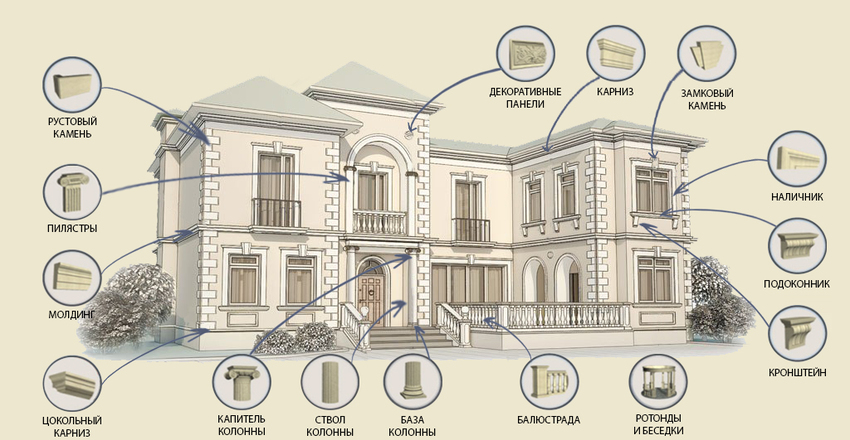 ДЕКОРАТИВНЫЕ
ПАНЕЛИ
КАРНИЗ
ЗАМКОВЫЙ
КАМЕНЬ
РУСТОВЫЙ
КАМЕНЬ
НАЛИЧНИК
ПИЛЯСТРЫ
ПОДОКОННИК
МОЛДИНГ
КРОНШТЕЙН
ЦОКОЛЬНЫЙ
КАРНИЗ
КАПИТЕЛЬ
КОЛОННЫ
СТВОЛ
КОЛОННЫ
БАЗА
КОЛОННЫ
БАЛЮСТРАДА
РОТОНДЫ
И БЕСЕДКИ